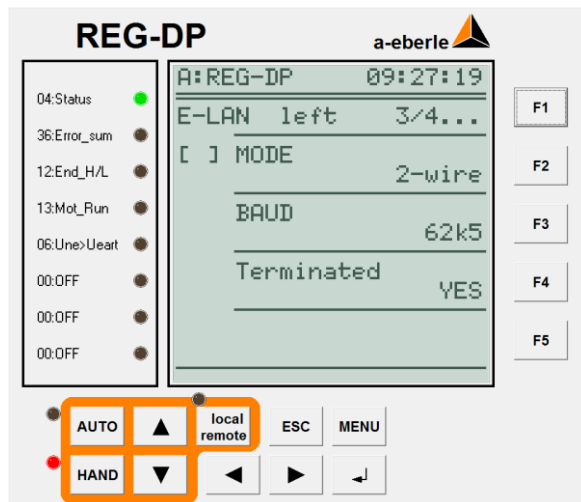 REG-DP
a-eberle
04:Status
36:Error_sum
12:End_H/L
13:Mot_Run
06:Une>Ueart
00:OFF
00:OFF
00:OFF
A:REG-DP 09:27:19
E-LAN left 3/4...
[ ] MODE
2-wire
BAUD
62k5
Terminated
YES
F1
F2
F3
F4
F5
AUTO ▲ local remote ESC MENU
HAND ▼ ◀ ▶ ↲